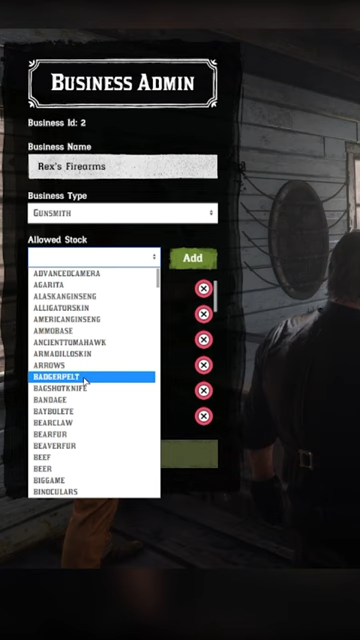 BUSINESS ADMIN
Business Id: 2
Business Name
Rex's Firearms
Business Type
GUNSMITH
Allowed Stock
Add
ADVANCEDCAMERA
AGARITA
ALASKANGINSENG
ALLIGATORSKIN
AMERICANGINSENG
AMMOBASE
ANCIENTTOMAHAWK
ARMADILLOSKIN
ARROWS
BADGERPELT
BAGSHOTKNIFE
BANDAGE
BAYBOLETE
BEARCLAW
BEARFUR
BEAVERFUR
BEEF
BEER
BIGGAME
BINOCULARS